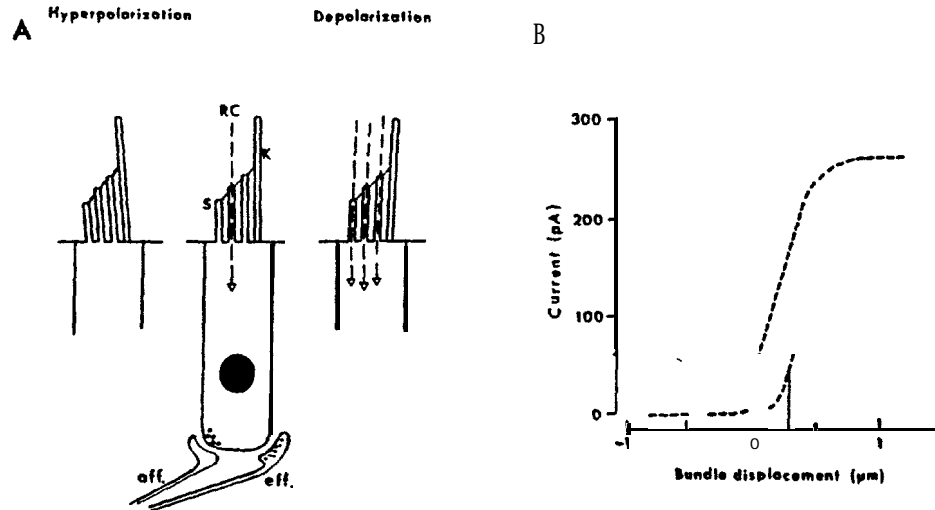 A
Hyperpolarization
Depolarization
B
RC
K
S
aff.
eff.
Current (pA)
300
200
100
0
-1
0
1
Bundle displacement (µm)